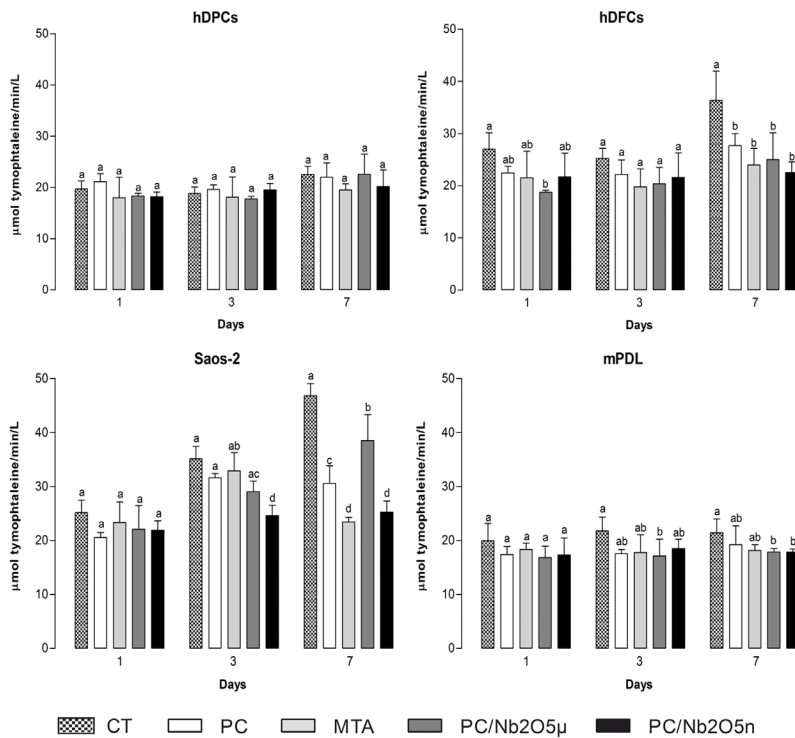 hDPCs
μmol tymophtaleine/min/L
50
40
30
20
10
0
a a a a a
a a a a a
a a a a a
1 3 7
Days
hDFCs
μmol tymophtaleine/min/L
50
40
30
20
10
0
a ab ab b ab
a a a a a
a b b b b
1 3 7
Days
Saos-2
μmol tymophtaleine/min/L
50
40
30
20
10
0
a a a a a
a a ab ac d
a c d b d
1 3 7
Days
mPDL
μmol tymophtaleine/min/L
50
40
30
20
10
0
a a a a a
a ab ab b ab
a ab ab b b
1 3 7
Days
CT PC MTA PC/Nb2O5μ PC/Nb2O5n